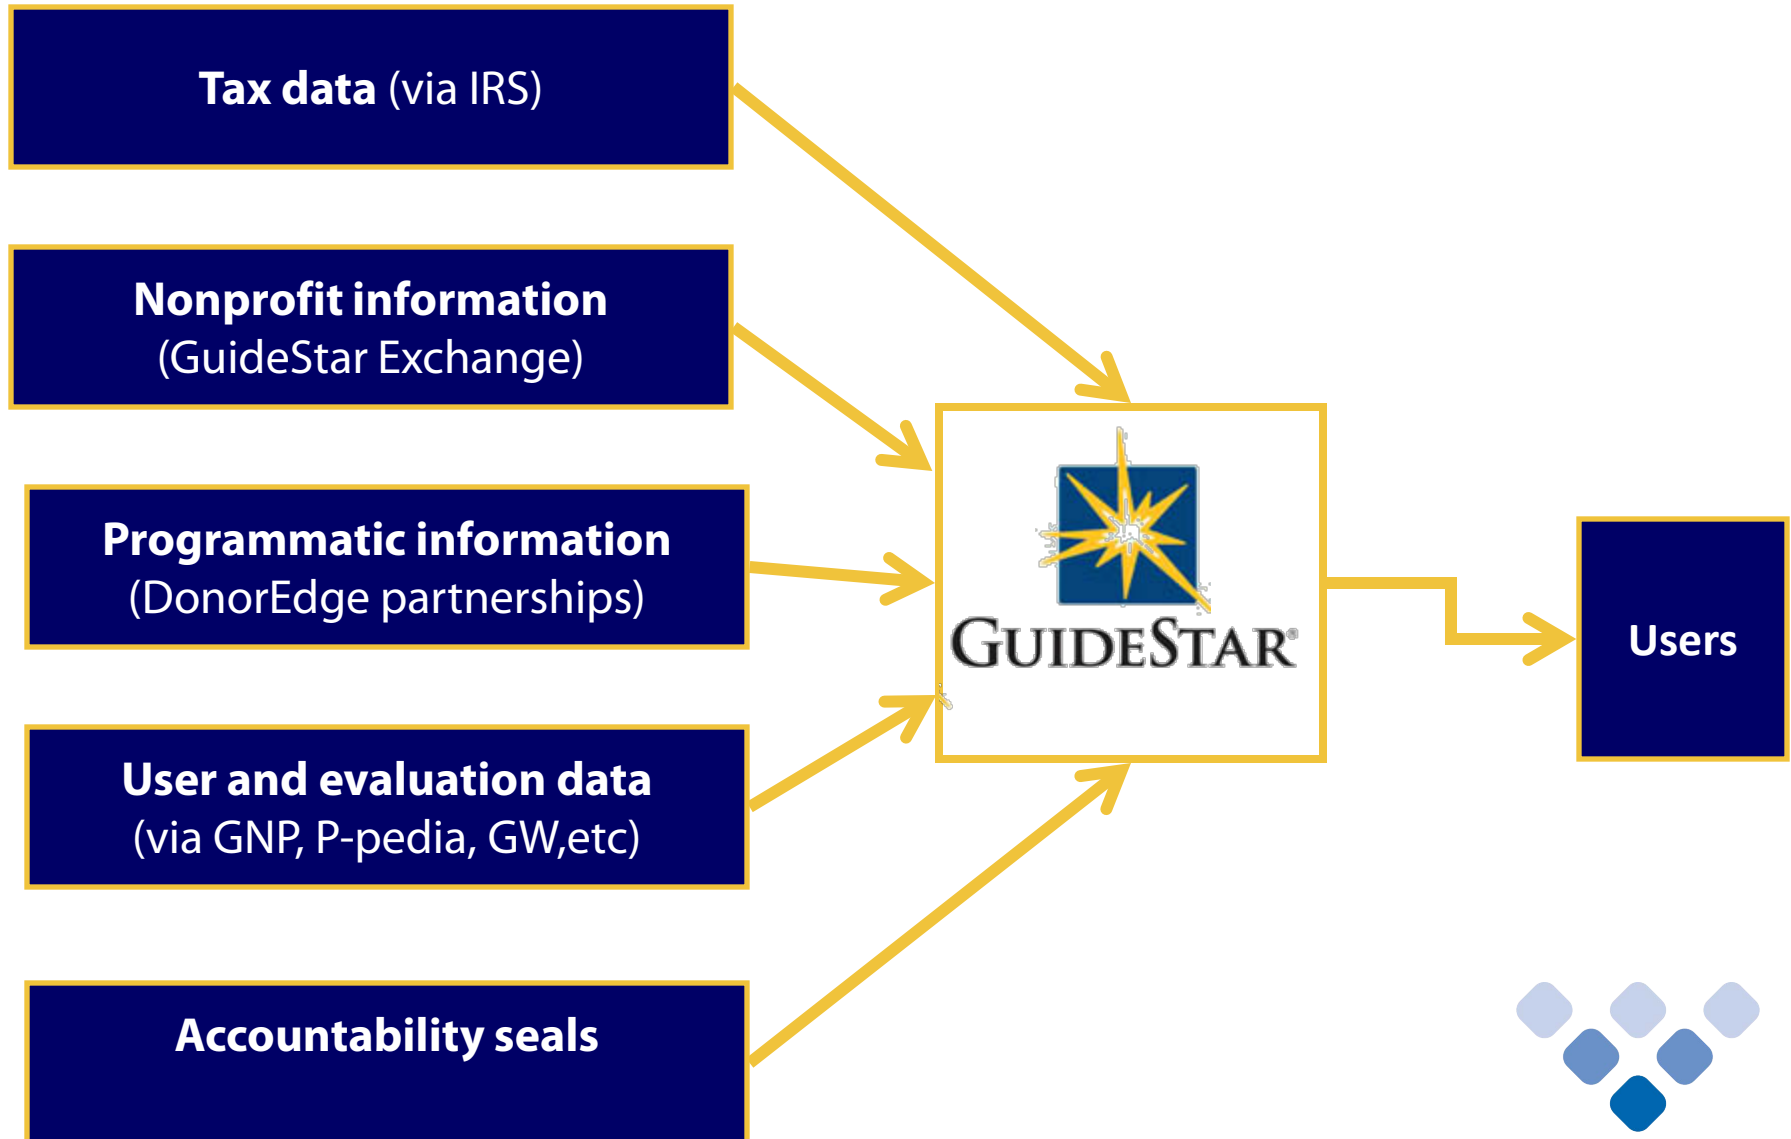 Tax data (via IRS)
Nonprofit information
(GuideStar Exchange)
Programmatic information
(DonorEdge partnerships)
User and evaluation data
(via GNP, P-pedia, GW,etc)
Accountability seals
GUIDESTAR®
Users